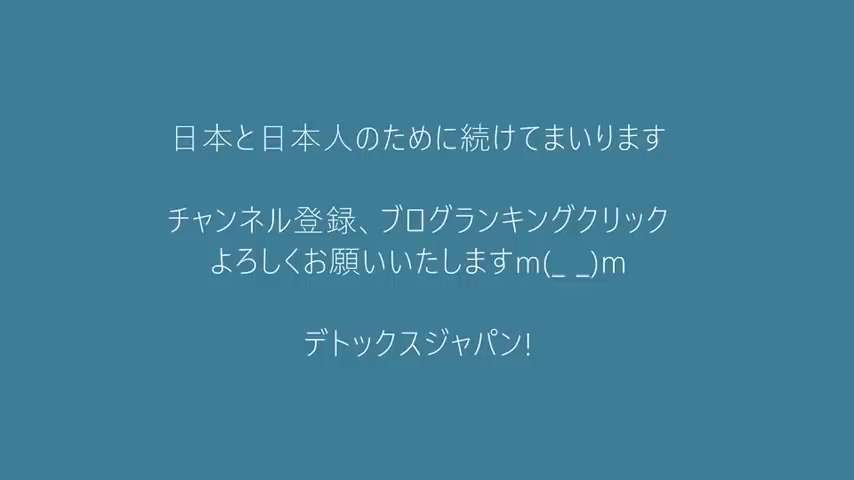 日本と日本人のために続けてまいります
チャンネル登録、ブログランキングクリック
よろしくお願いいたしますm(_ _)m
デトックスジャパン!